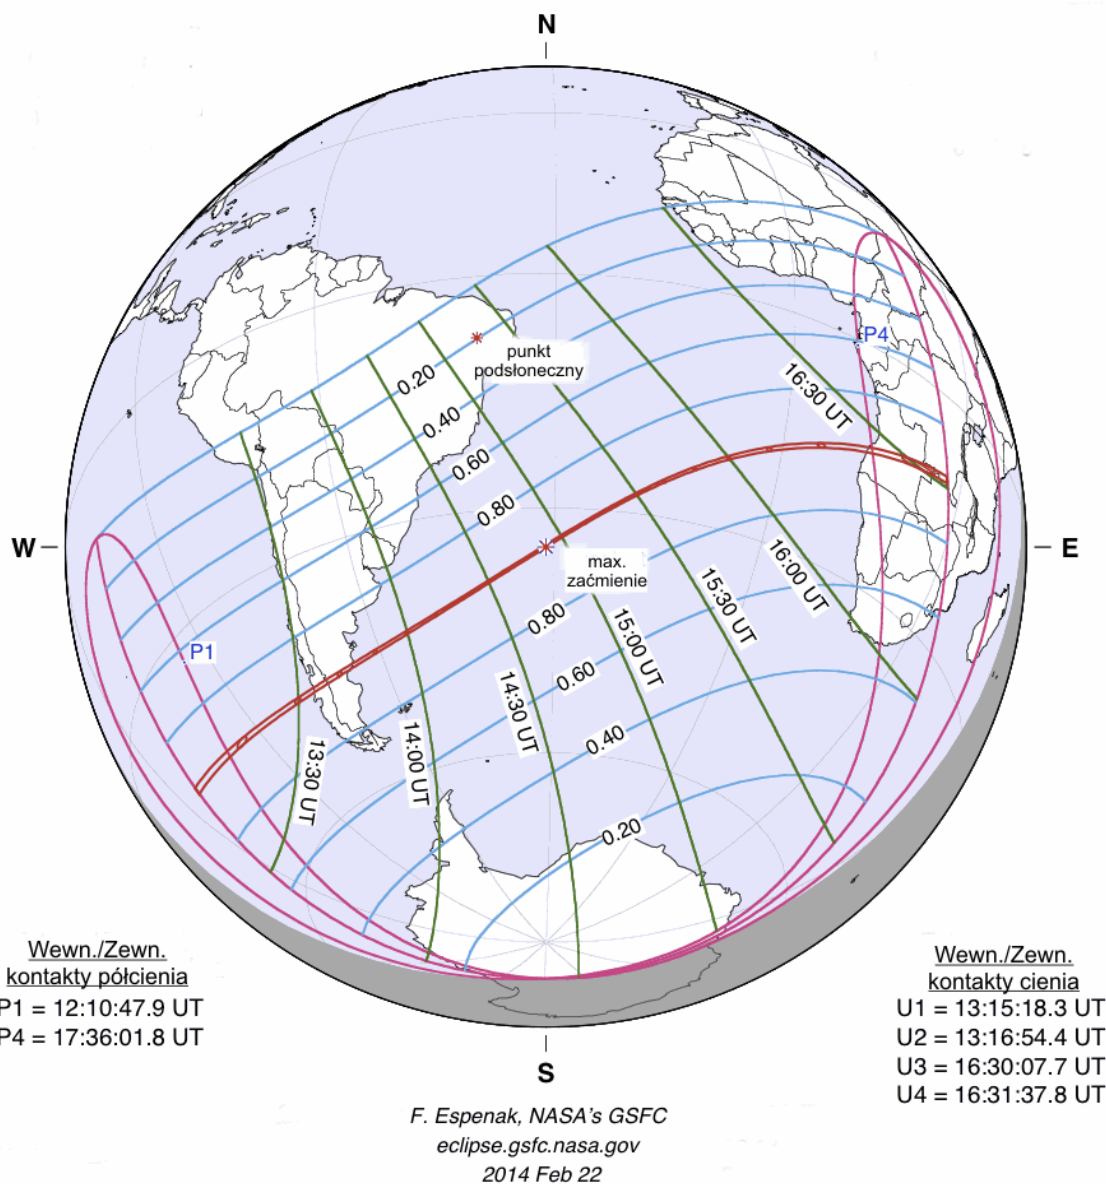 N
W
E
S
punkt
podsłoneczny
0.20
0.40
0.60
0.80
16:30 UT
P4
max.
zaćmienie
16:00 UT
15:30 UT
15:00 UT
14:30 UT
14:00 UT
13:30 UT
0.80
0.60
0.40
0.20
P1
Wewn./Zewn.
kontakty półcienia
P1 = 12:10:47.9 UT
P4 = 17:36:01.8 UT
Wewn./Zewn.
kontakty cienia
U1 = 13:15:18.3 UT
U2 = 13:16:54.4 UT
U3 = 16:30:07.7 UT
U4 = 16:31:37.8 UT
F. Espenak, NASA's GSFC
eclipse.gsfc.nasa.gov
2014 Feb 22